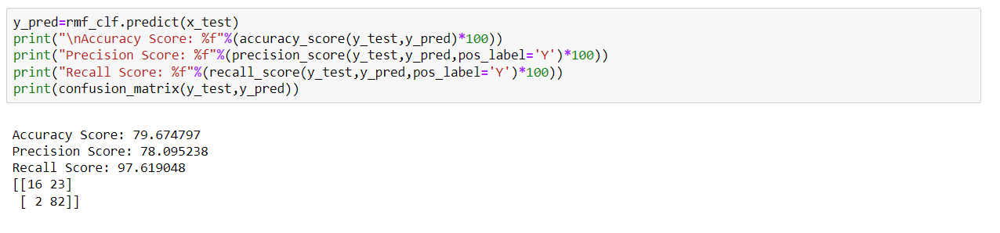 y_pred=rmf_clf.predict(x_test)
print("\nAccuracy Score: %f"%(accuracy_score(y_test,y_pred)*100))
print("Precision Score: %f"%(precision_score(y_test,y_pred,pos_label='Y')*100))
print("Recall Score: %f"%(recall_score(y_test,y_pred,pos_label='Y')*100))
print(confusion_matrix(y_test,y_pred))
Accuracy Score: 79.674797
Precision Score: 78.095238
Recall Score: 97.619048
[[16 23]
 [ 2 82]]